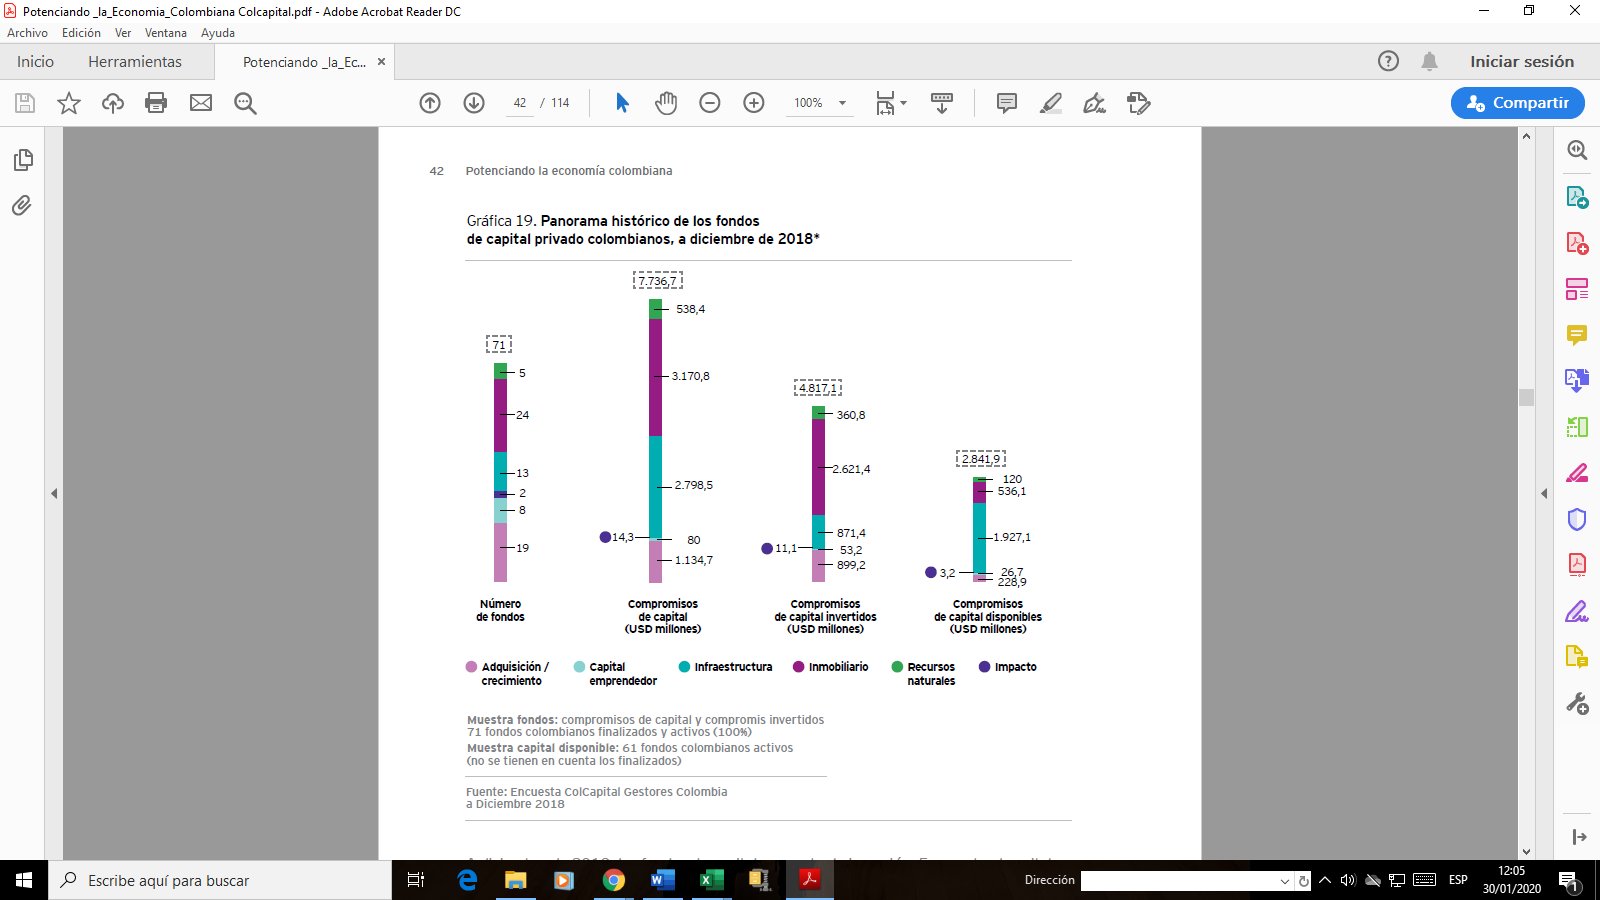 Potenciando _la_Economia_Colombiana Colcapital.pdf - Adobe Acrobat Reader DC
Archivo Edición Ver Ventana Ayuda
Inicio Herramientas Potenciando _la_Ec... × Iniciar sesión
42 / 114 100% Compartir
42 Potenciando la economía colombiana
Gráfica 19. Panorama histórico de los fondos
de capital privado colombianos, a diciembre de 2018*
71
5
24
13
2
8
19
Número
de fondos
7.736,7
538,4
3.170,8
2.798,5
14,3
80
1.134,7
Compromisos
de capital
(USD millones)
4.817,1
360,8
2.621,4
871,4
11,1
53,2
899,2
Compromisos
de capital invertidos
(USD millones)
2.841,9
120
536,1
1.927,1
3,2
26,7
228,9
Compromisos
de capital disponibles
(USD millones)
Adquisición /
crecimiento
Capital
emprendedor
Infraestructura
Inmobiliario
Recursos
naturales
Impacto
Muestra fondos: compromisos de capital y compromis invertidos
71 fondos colombianos finalizados y activos (100%)
Muestra capital disponible: 61 fondos colombianos activos
(no se tienen en cuenta los finalizados)
Fuente: Encuesta ColCapital Gestores Colombia
a Diciembre 2018
Escribe aquí para buscar
Dirección
ESP
12:05
30/01/2020
1